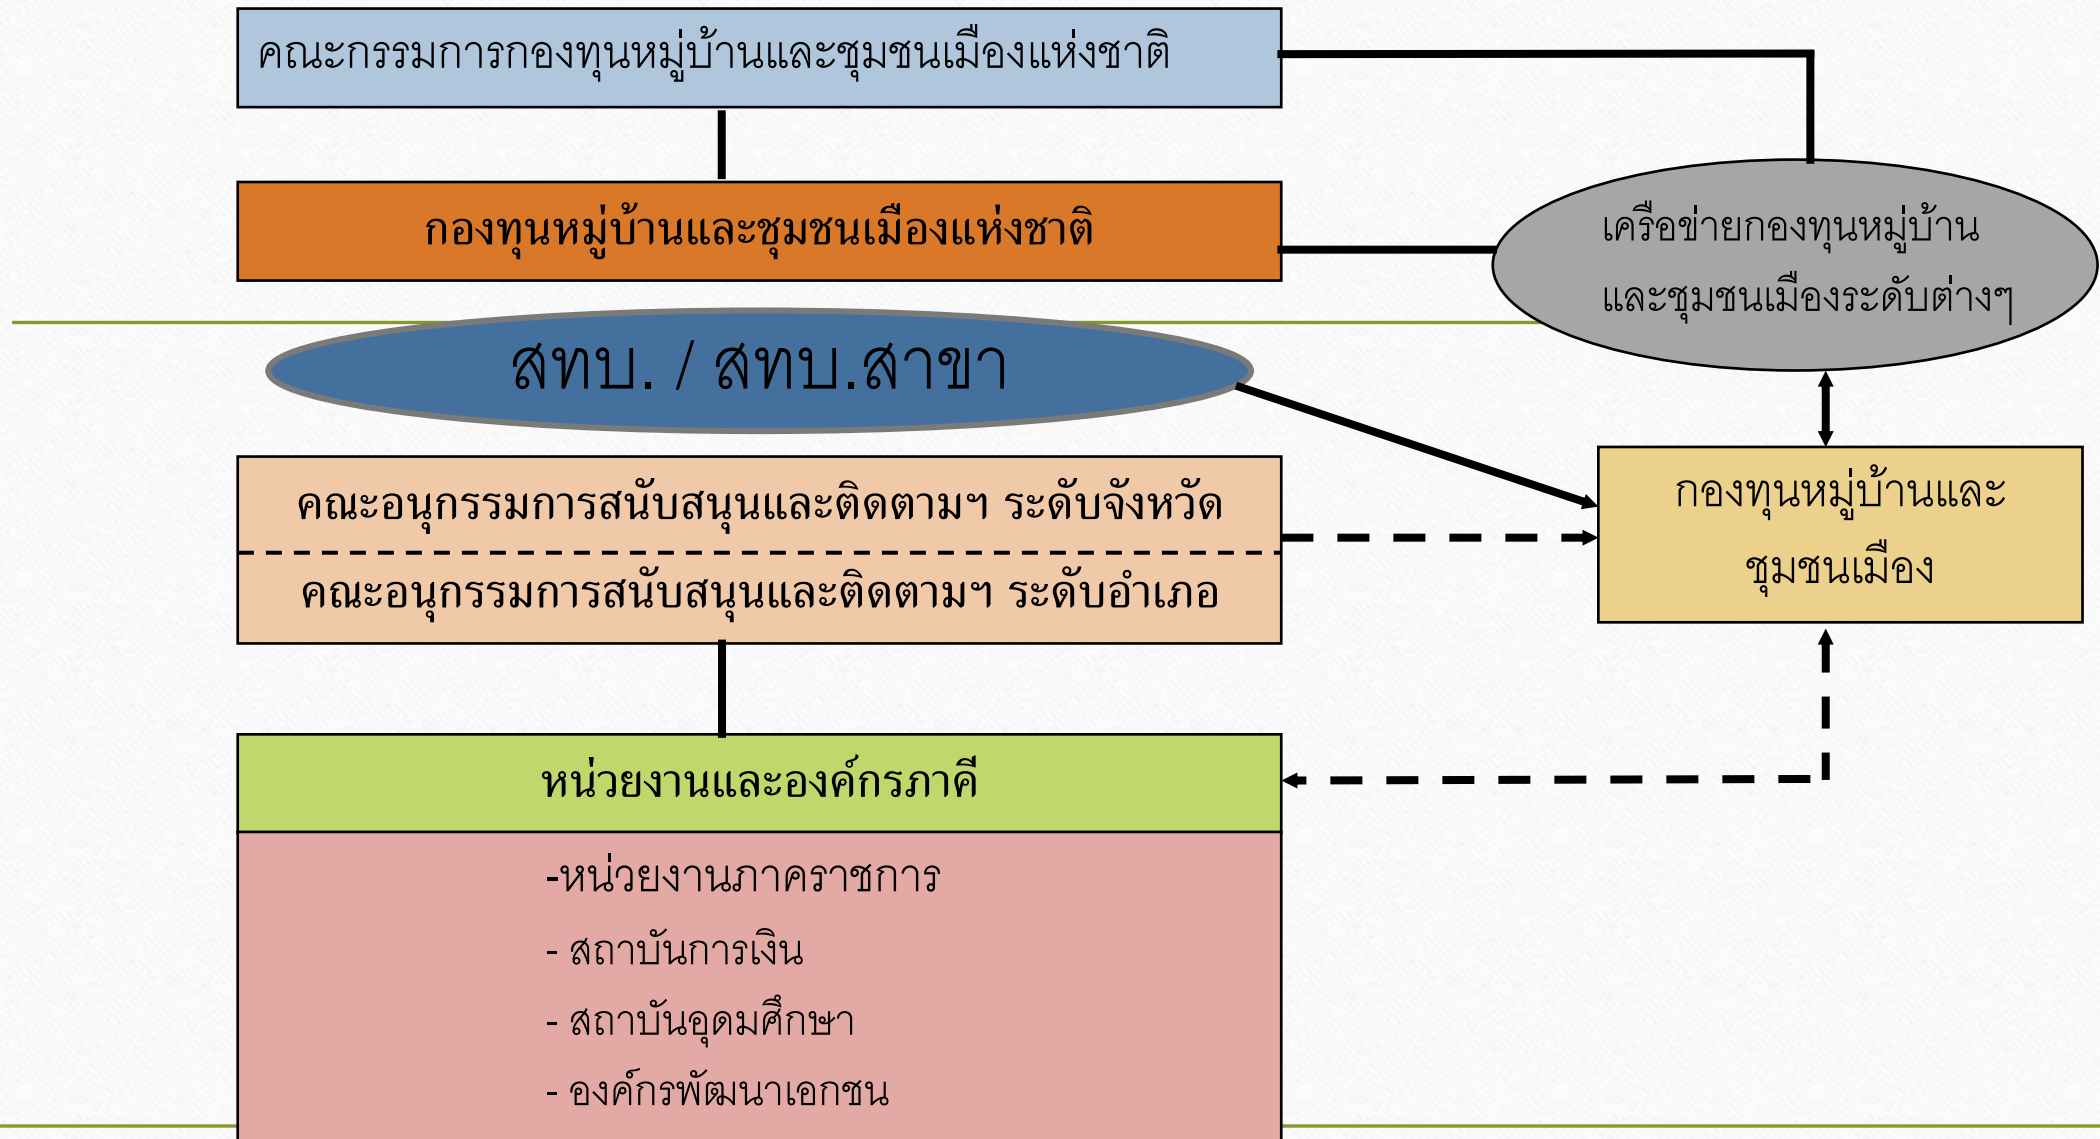 คณะกรรมการกองทุนหมู่บ้านและชุมชนเมืองแห่งชาติ
กองทุนหมู่บ้านและชุมชนเมืองแห่งชาติ
เครือข่ายกองทุนหมู่บ้าน
และชุมชนเมืองระดับต่างๆ
สทบ. / สทบ.สาขา
คณะอนุกรรมการสนับสนุนและติดตามฯ ระดับจังหวัด
คณะอนุกรรมการสนับสนุนและติดตามฯ ระดับอำเภอ
กองทุนหมู่บ้านและ
ชุมชนเมือง
หน่วยงานและองค์กรภาคี
-หน่วยงานภาคราชการ
- สถาบันการเงิน
- สถาบันอุดมศึกษา
- องค์กรพัฒนาเอกชน